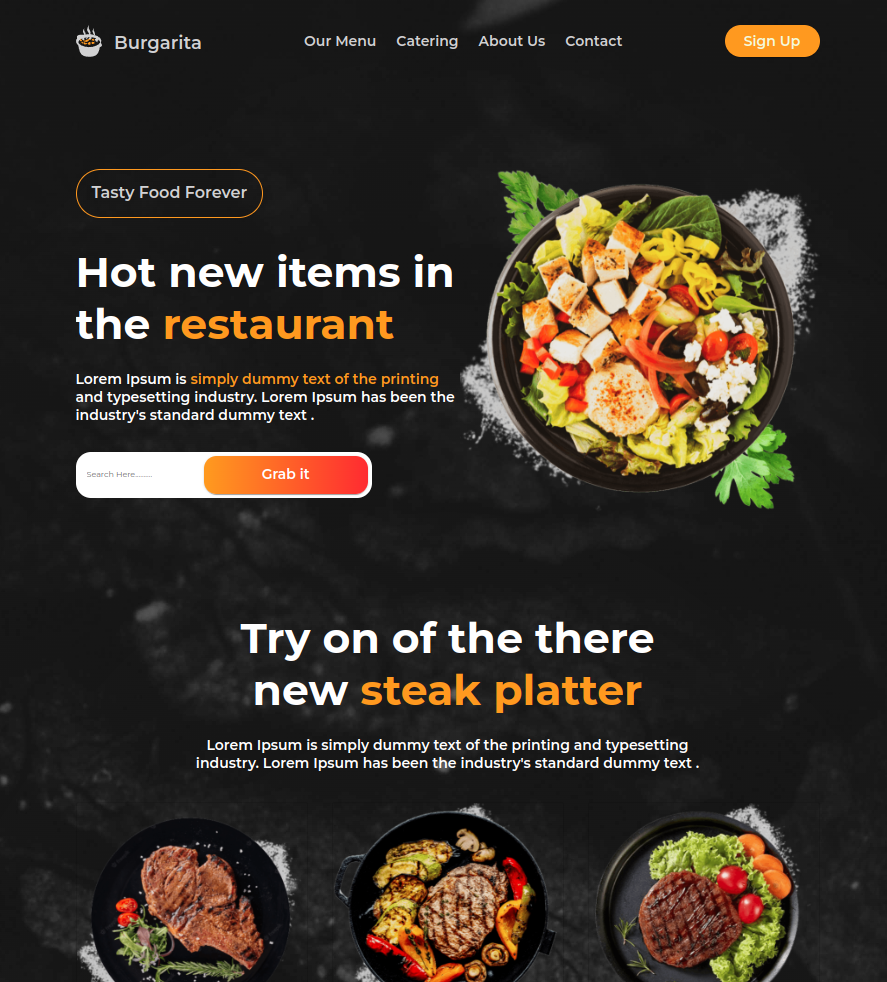 Burgarita
Our Menu
Catering
About Us
Contact
Sign Up
Tasty Food Forever
Hot new items in
the restaurant
Lorem Ipsum is simply dummy text of the printing
and typesetting industry. Lorem Ipsum has been the
industry's standard dummy text .
Search Here.........
Grab it
Try on of the there
new steak platter
Lorem Ipsum is simply dummy text of the printing and typesetting
industry. Lorem Ipsum has been the industry's standard dummy text .